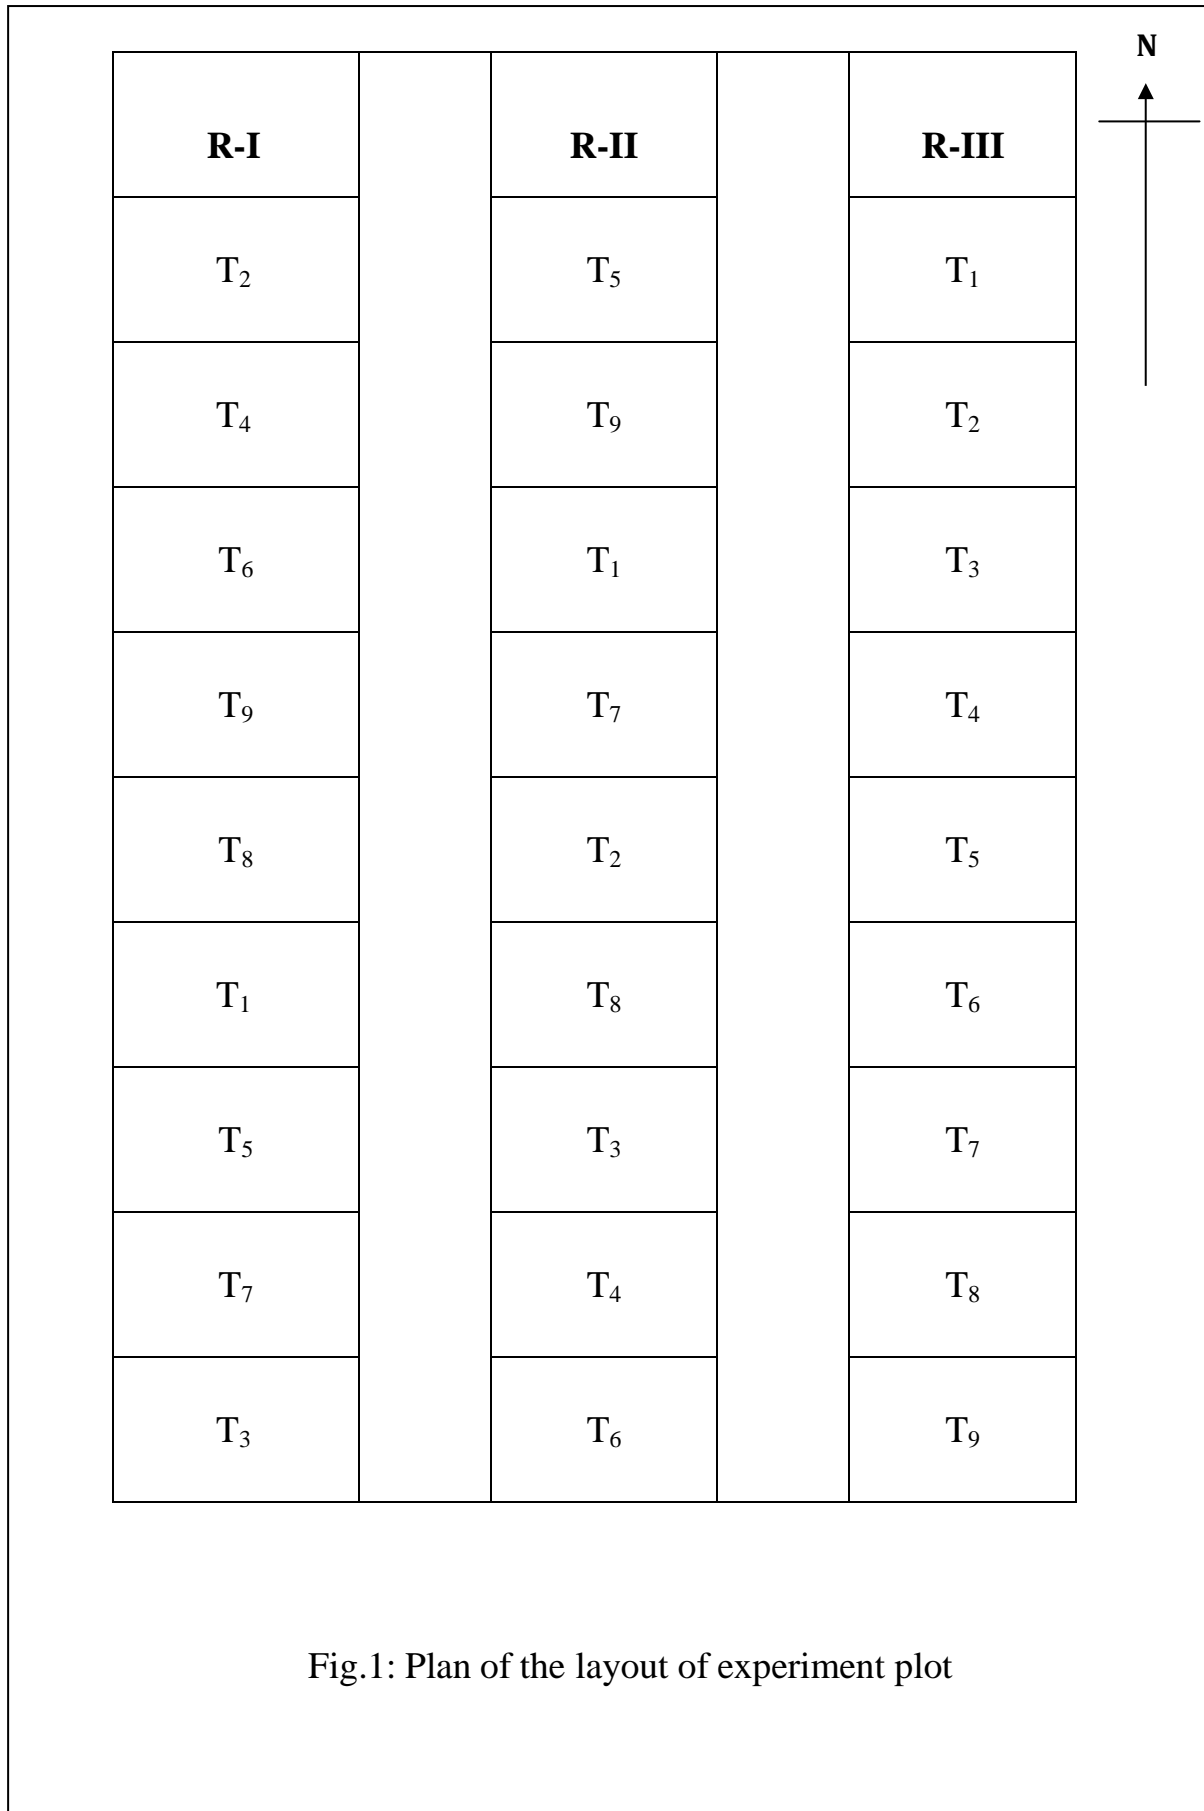 N
R-I R-II R-III
T2 T5 T1
T4 T9 T2
T6 T1 T3
T9 T7 T4
T8 T2 T5
T1 T8 T6
T5 T3 T7
T7 T4 T8
T3 T6 T9
Fig.1: Plan of the layout of experiment plot